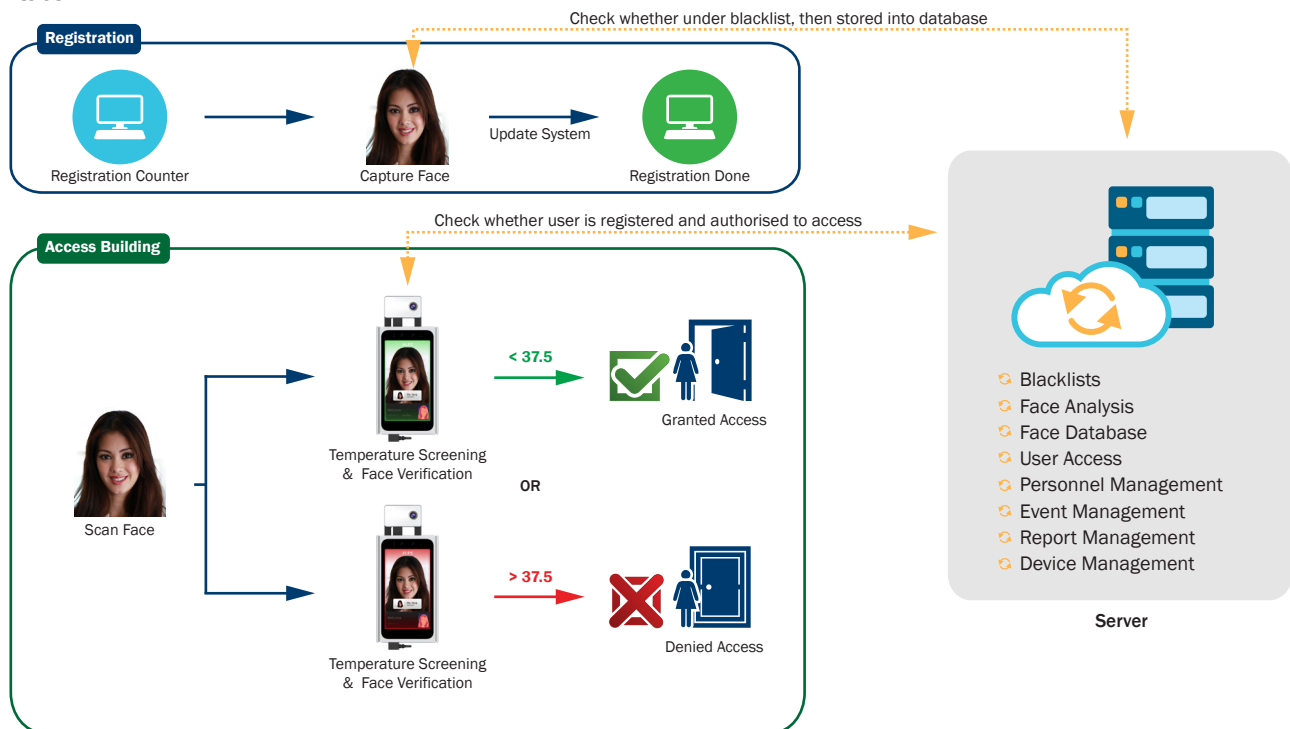 Check whether under blacklist, then stored into database
Registration
Update System
Registration Counter
Capture Face
Registration Done
Check whether user is registered and authorised to access
Access Building
< 37.5
Granted Access
Temperature Screening
& Face Verification
OR
Scan Face
> 37.5
Denied Access
Temperature Screening
& Face Verification
Blacklists
Face Analysis
Face Database
User Access
Personnel Management
Event Management
Report Management
Device Management
Server